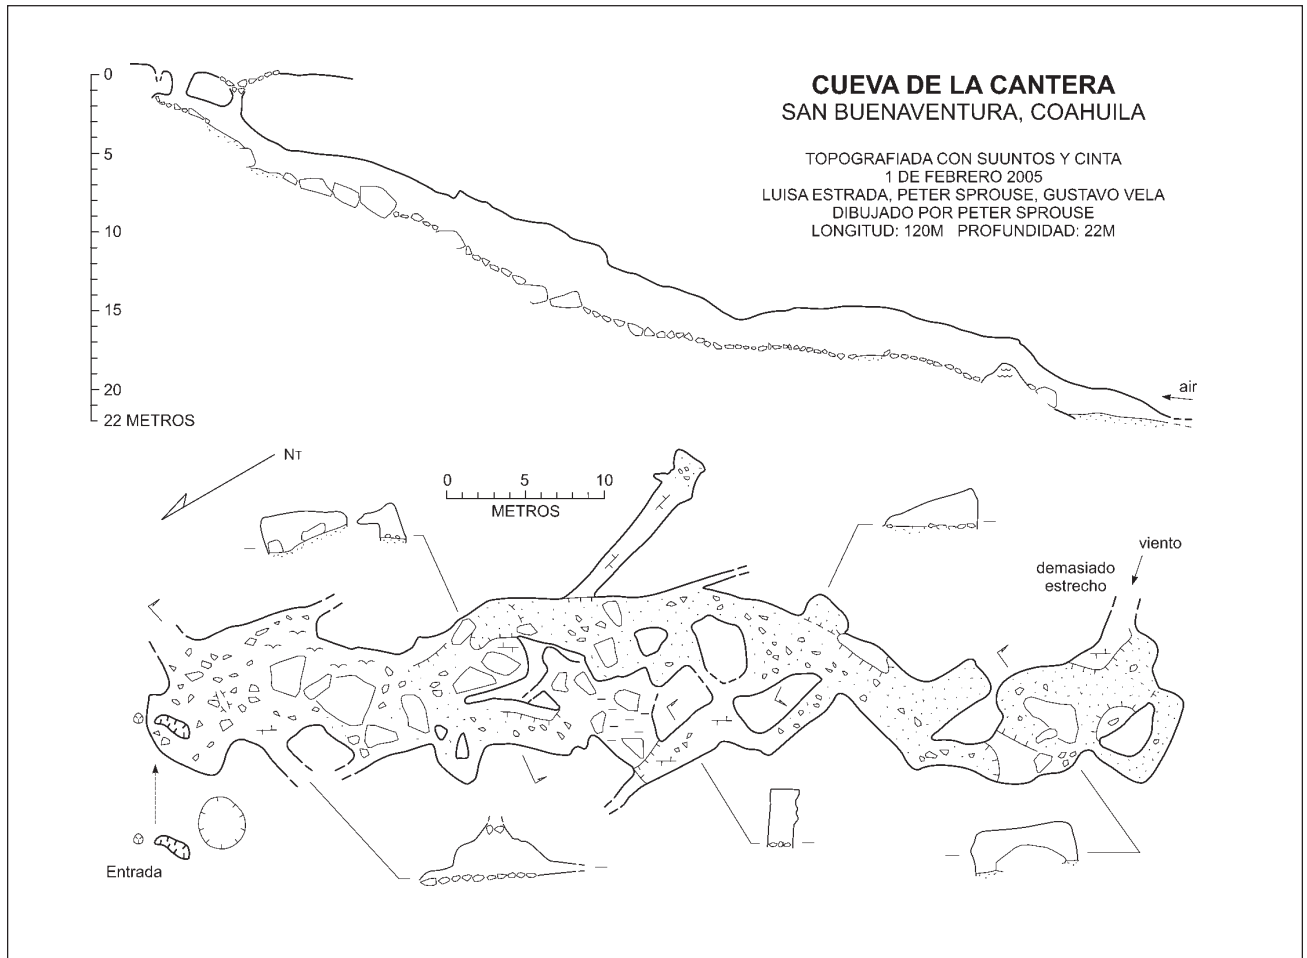 CUEVA DE LA CANTERA
SAN BUENAVENTURA, COAHUILA
TOPOGRAFIADA CON SUUNTOS Y CINTA
1 DE FEBRERO 2005
LUISA ESTRADA, PETER SPROUSE, GUSTAVO VELA
DIBUJADO POR PETER SPROUSE
LONGITUD: 120M PROFUNDIDAD: 22M
0
5
10
15
20
22 METROS
air
NT
0 5 10
METROS
viento
demasiado
estrecho
Entrada